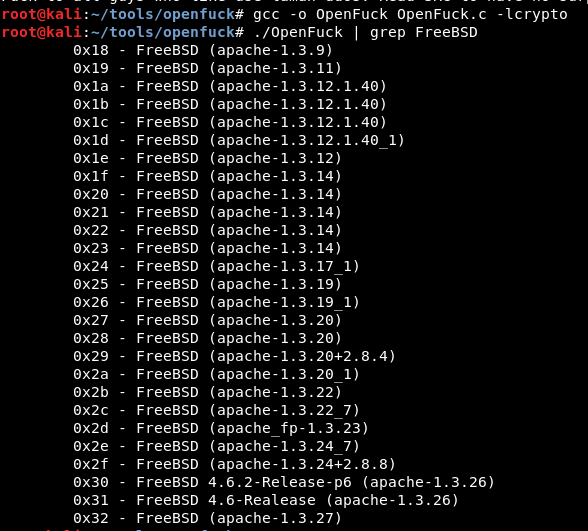 root@kali:~/tools/openfuck# gcc -o OpenFuck OpenFuck.c -lcrypto
root@kali:~/tools/openfuck# ./OpenFuck | grep FreeBSD
0x18 - FreeBSD (apache-1.3.9)
0x19 - FreeBSD (apache-1.3.11)
0x1a - FreeBSD (apache-1.3.12.1.40)
0x1b - FreeBSD (apache-1.3.12.1.40)
0x1c - FreeBSD (apache-1.3.12.1.40)
0x1d - FreeBSD (apache-1.3.12.1.40_1)
0x1e - FreeBSD (apache-1.3.12)
0x1f - FreeBSD (apache-1.3.14)
0x20 - FreeBSD (apache-1.3.14)
0x21 - FreeBSD (apache-1.3.14)
0x22 - FreeBSD (apache-1.3.14)
0x23 - FreeBSD (apache-1.3.14)
0x24 - FreeBSD (apache-1.3.17_1)
0x25 - FreeBSD (apache-1.3.19)
0x26 - FreeBSD (apache-1.3.19_1)
0x27 - FreeBSD (apache-1.3.20)
0x28 - FreeBSD (apache-1.3.20)
0x29 - FreeBSD (apache-1.3.20+2.8.4)
0x2a - FreeBSD (apache-1.3.20_1)
0x2b - FreeBSD (apache-1.3.22)
0x2c - FreeBSD (apache-1.3.22_7)
0x2d - FreeBSD (apache_fp-1.3.23)
0x2e - FreeBSD (apache-1.3.24_7)
0x2f - FreeBSD (apache-1.3.24+2.8.8)
0x30 - FreeBSD 4.6.2-Release-p6 (apache-1.3.26)
0x31 - FreeBSD 4.6-Realease (apache-1.3.26)
0x32 - FreeBSD (apache-1.3.27)